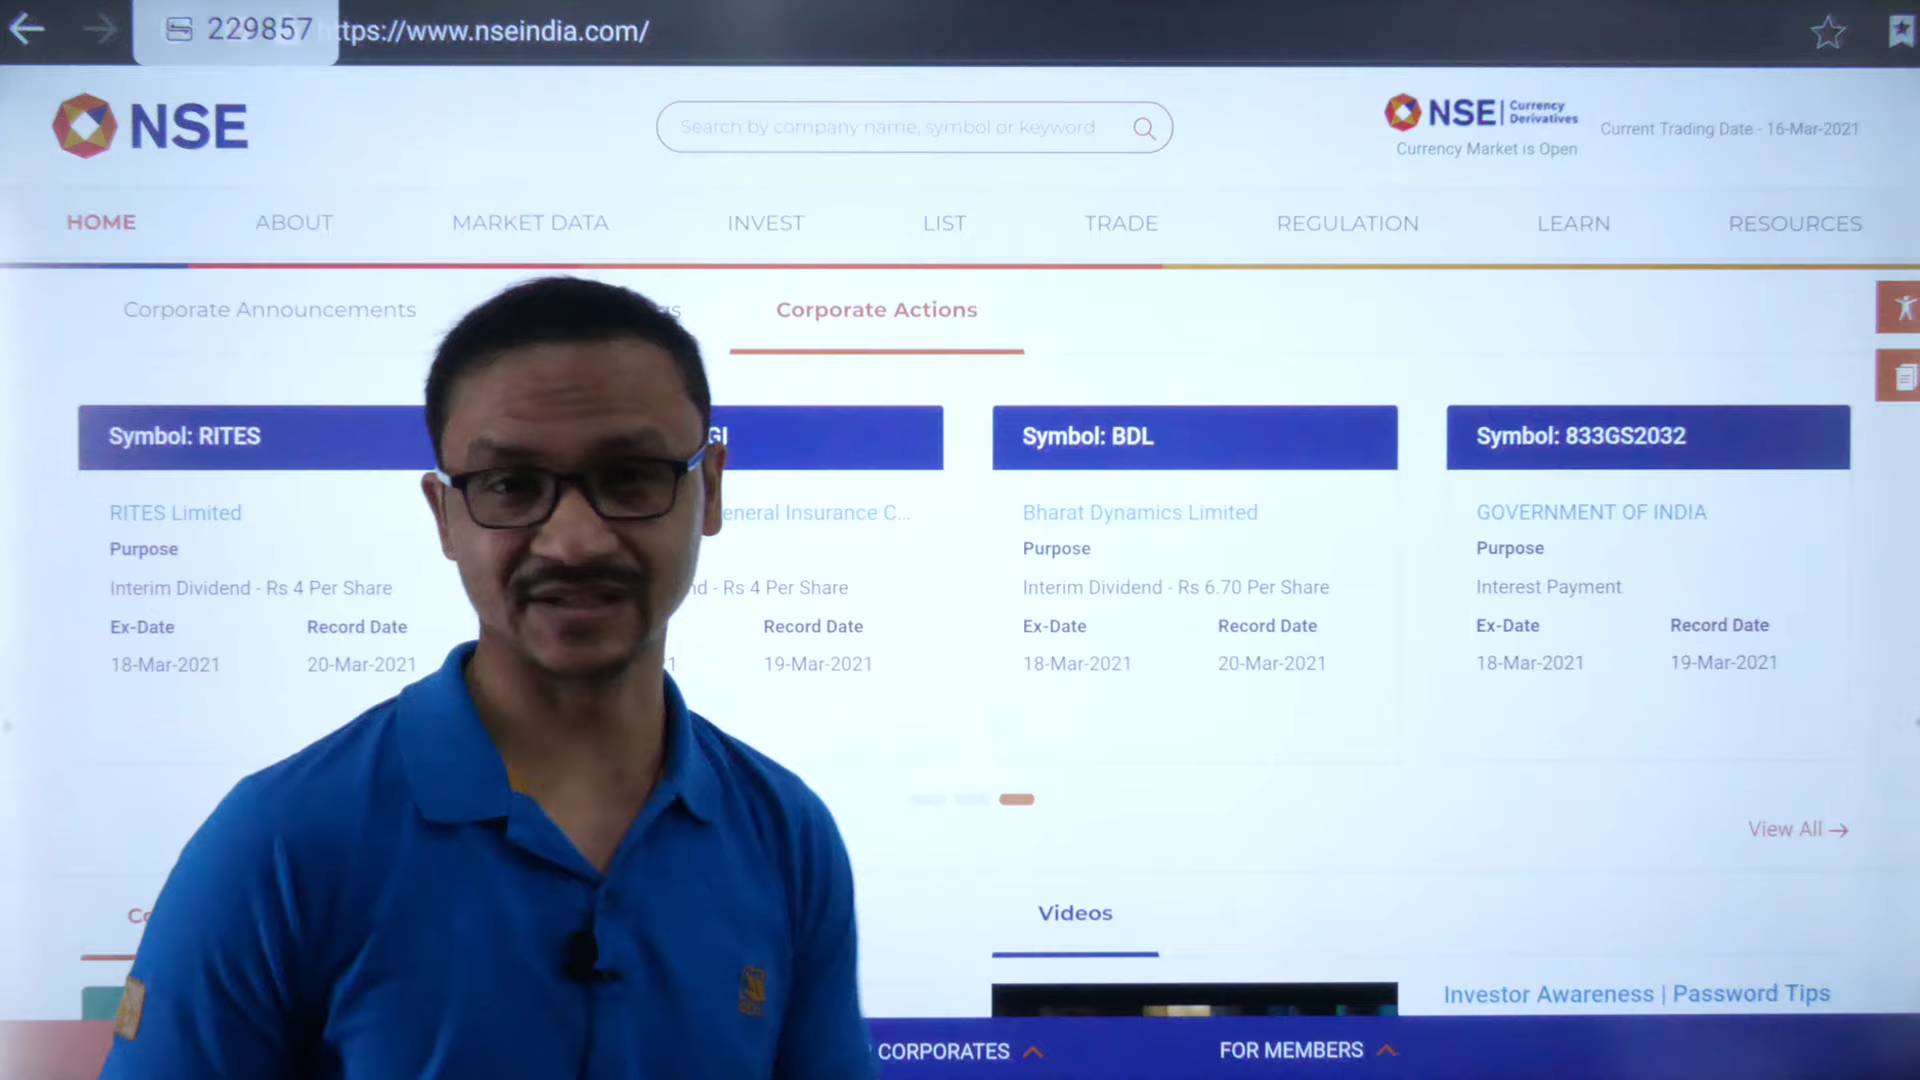 229857
https://www.nseindia.com/
NSE
Search by company name, symbol or keyword
NSE | Currency Derivatives
Currency Market is Open
Current Trading Date - 16-Mar-2021
HOME ABOUT MARKET DATA INVEST LIST TRADE REGULATION LEARN RESOURCES
Corporate Announcements Corporate Actions
Symbol: RITES
RITES Limited
Purpose
Interim Dividend - Rs 4 Per Share
Ex-Date Record Date
18-Mar-2021 20-Mar-2021
GI
eneral Insurance C...
nd - Rs 4 Per Share
Record Date
1 19-Mar-2021
Symbol: BDL
Bharat Dynamics Limited
Purpose
Interim Dividend - Rs 6.70 Per Share
Ex-Date Record Date
18-Mar-2021 20-Mar-2021
Symbol: 833GS2032
GOVERNMENT OF INDIA
Purpose
Interest Payment
Ex-Date Record Date
18-Mar-2021 19-Mar-2021
View All →
Co
Videos
Investor Awareness | Password Tips
CORPORATES
FOR MEMBERS